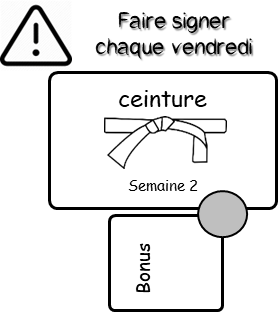 Faire signer
chaque vendredi
ceinture
Semaine 2
Bonus